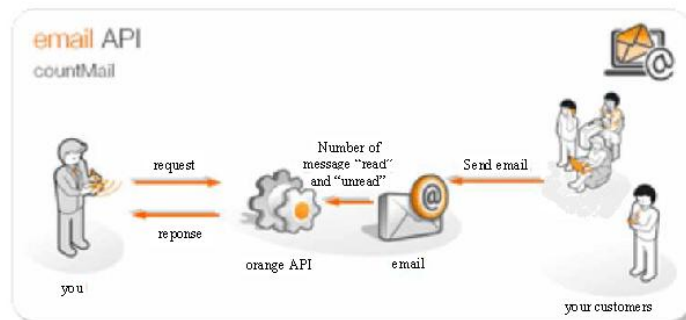 email API
countMail
Number of
message “read”
and “unread”
request
Send email
@
@
reponse
orange API
email
you
your customers